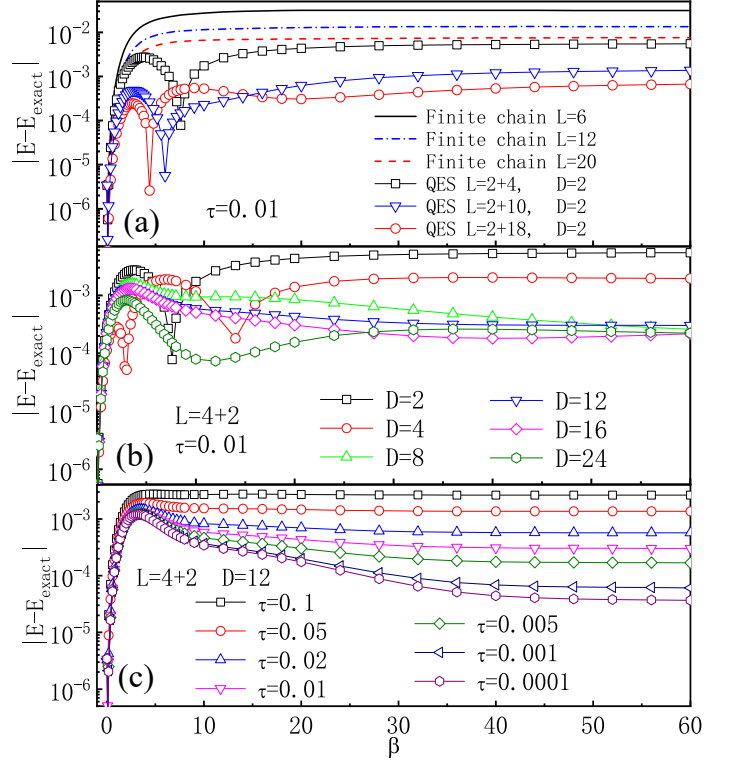 |E−E_exact|
10^-2
10^-3
10^-4
10^-5
10^-6
(a)
τ=0.01
Finite chain L=6
Finite chain L=12
Finite chain L=20
QES L=2+4, D=2
QES L=2+10, D=2
QES L=2+18, D=2
|E−E_exact|
10^-3
10^-4
10^-5
10^-6
(b)
L=4+2
τ=0.01
D=2
D=4
D=8
D=12
D=16
D=24
|E−E_exact|
10^-3
10^-4
10^-5
10^-6
(c)
L=4+2 D=12
τ=0.1
τ=0.05
τ=0.02
τ=0.01
τ=0.005
τ=0.001
τ=0.0001
0 10 20 30 40 50 60
β